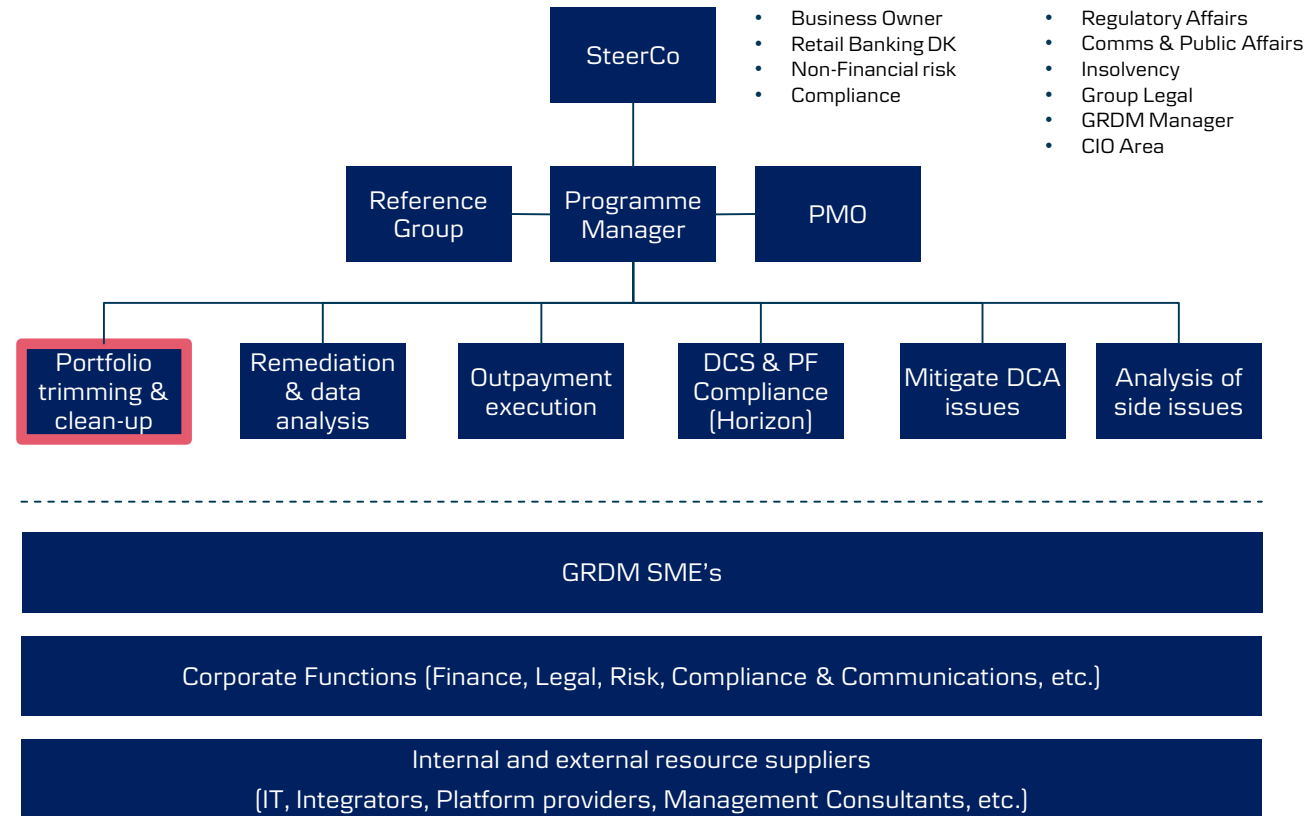 SteerCo
• Business Owner
• Retail Banking DK
• Non-Financial risk
• Compliance
• Regulatory Affairs
• Comms & Public Affairs
• Insolvency
• Group Legal
• GRDM Manager
• CIO Area
Reference
Group
Programme
Manager
PMO
Portfolio
trimming &
clean-up
Remediation
& data
analysis
Outpayment
execution
DCS & PF
Compliance
(Horizon)
Mitigate DCA
issues
Analysis of
side issues
GRDM SME's
Corporate Functions (Finance, Legal, Risk, Compliance & Communications, etc.)
Internal and external resource suppliers
(IT, Integrators, Platform providers, Management Consultants, etc.)